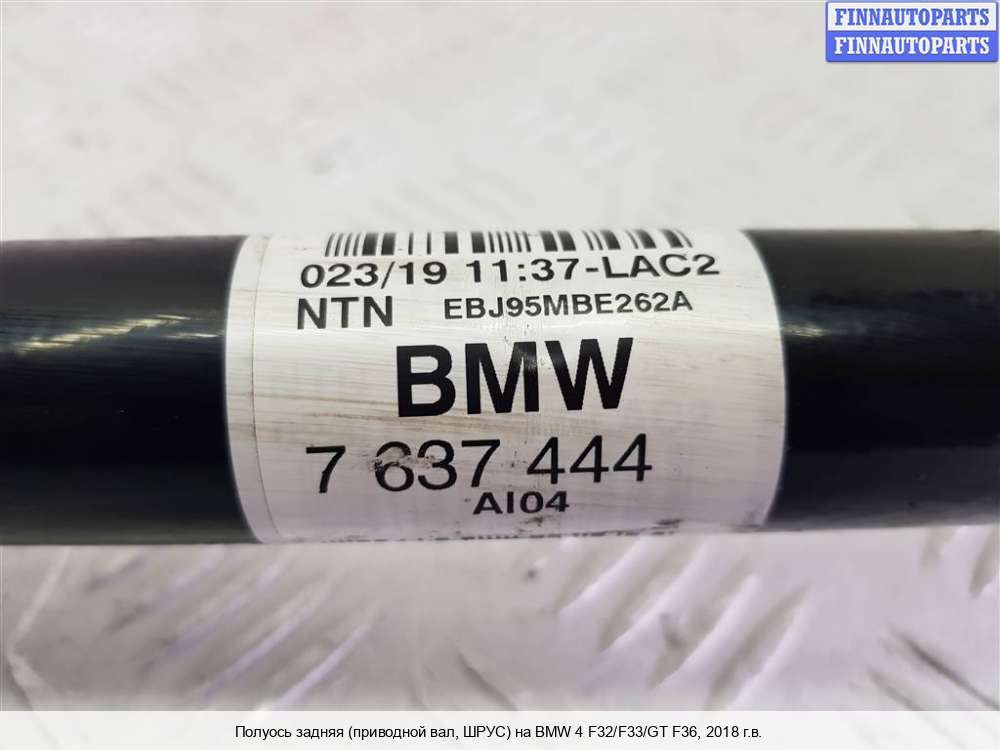 FINNAUTOPARTS
FINNAUTOPARTS
023/19 11:37-LAC2
NTN EBJ95MBE262A
BMW
7 637 444
AI04
Полуось задняя (приводной вал, ШРУС) на BMW 4 F32/F33/GT F36, 2018 г.в.